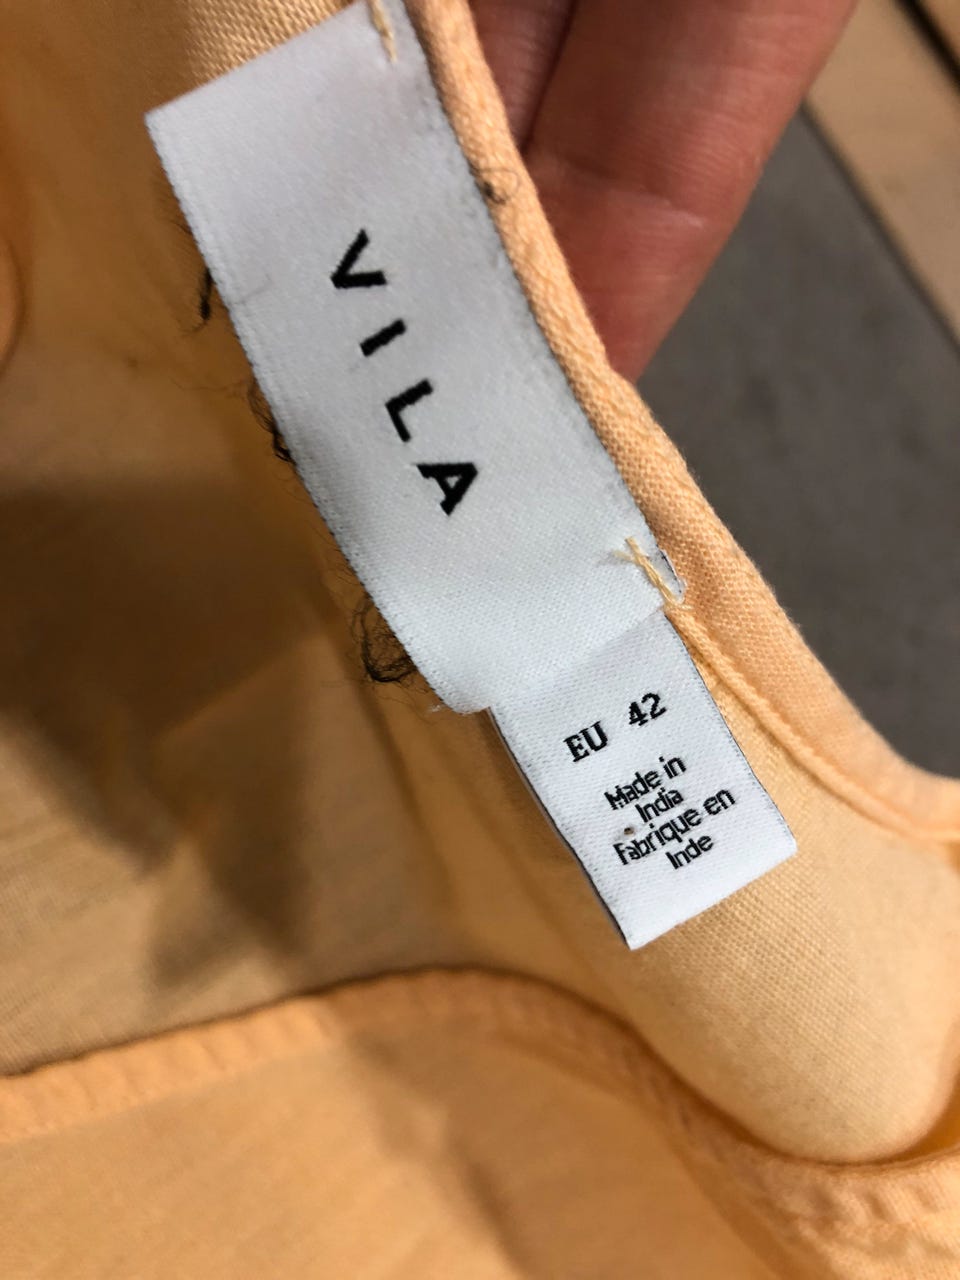 VILA
EU 42
Made in
India
Fabrique en
Inde